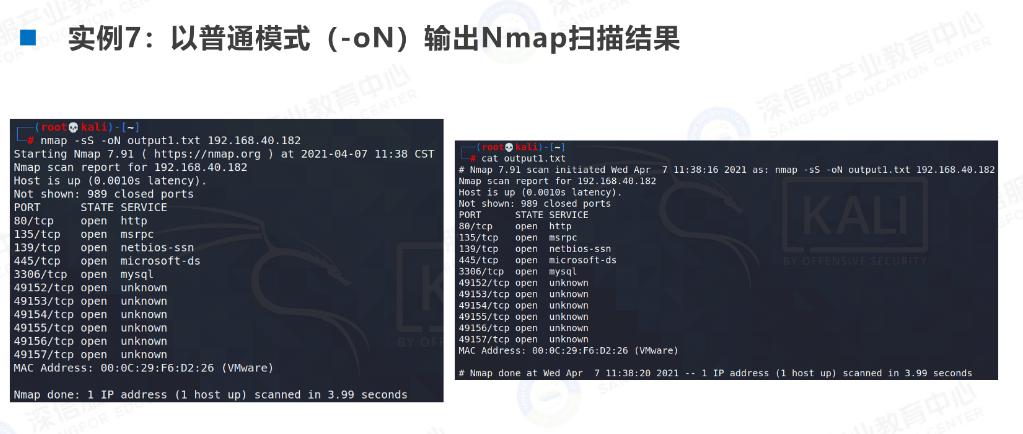 实例7：以普通模式（-oN）输出Nmap扫描结果
(root💀kali)-[~]
# nmap -sS -oN output1.txt 192.168.40.182
Starting Nmap 7.91 ( https://nmap.org ) at 2021-04-07 11:38 CST
Nmap scan report for 192.168.40.182
Host is up (0.0010s latency).
Not shown: 989 closed ports
PORT      STATE SERVICE
80/tcp    open  http
135/tcp   open  msrpc
139/tcp   open  netbios-ssn
445/tcp   open  microsoft-ds
3306/tcp  open  mysql
49152/tcp open  unknown
49153/tcp open  unknown
49154/tcp open  unknown
49155/tcp open  unknown
49156/tcp open  unknown
49157/tcp open  unknown
MAC Address: 00:0C:29:F6:D2:26 (VMware)
Nmap done: 1 IP address (1 host up) scanned in 3.99 seconds
(root💀kali)-[~]
# cat output1.txt
# Nmap 7.91 scan initiated Wed Apr  7 11:38:16 2021 as: nmap -sS -oN output1.txt 192.168.40.182
Nmap scan report for 192.168.40.182
Host is up (0.0010s latency).
Not shown: 989 closed ports
PORT      STATE SERVICE
80/tcp    open  http
135/tcp   open  msrpc
139/tcp   open  netbios-ssn
445/tcp   open  microsoft-ds
3306/tcp  open  mysql
49152/tcp open  unknown
49153/tcp open  unknown
49154/tcp open  unknown
49155/tcp open  unknown
49156/tcp open  unknown
49157/tcp open  unknown
MAC Address: 00:0C:29:F6:D2:26 (VMware)
# Nmap done at Wed Apr  7 11:38:20 2021 -- 1 IP address (1 host up) scanned in 3.99 seconds
KALI
BY OFFENSIVE SECURITY
深信服产业教育中心
SANGFOR EDUCATION CENTER